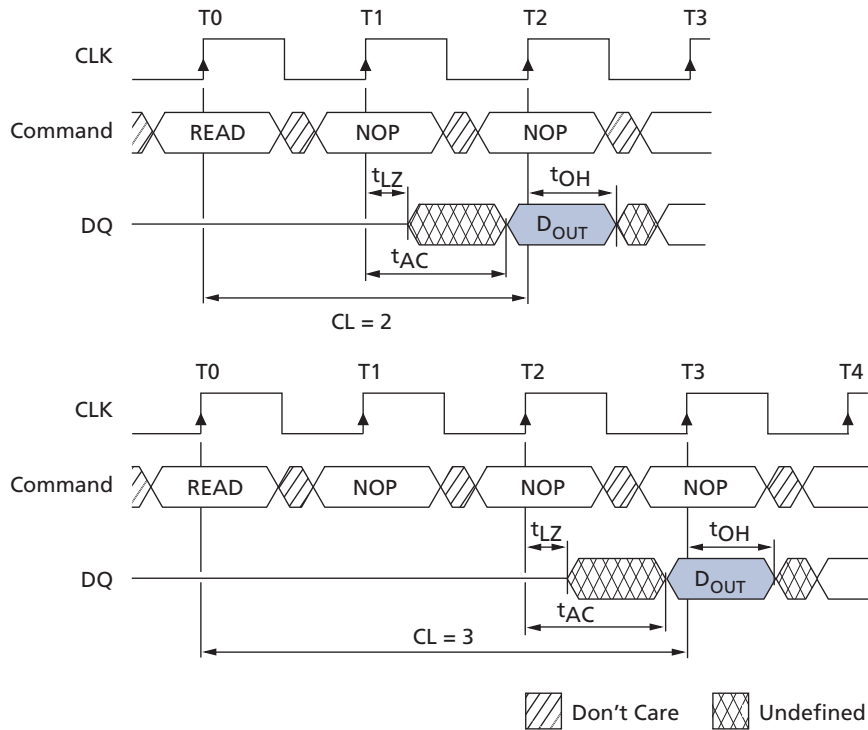 T0 T1 T2 T3
CLK
Command READ NOP NOP
tLZ tOH
DQ DOUT
tAC
CL = 2
T0 T1 T2 T3 T4
CLK
Command READ NOP NOP NOP
tLZ tOH
DQ DOUT
tAC
CL = 3
Don't Care Undefined